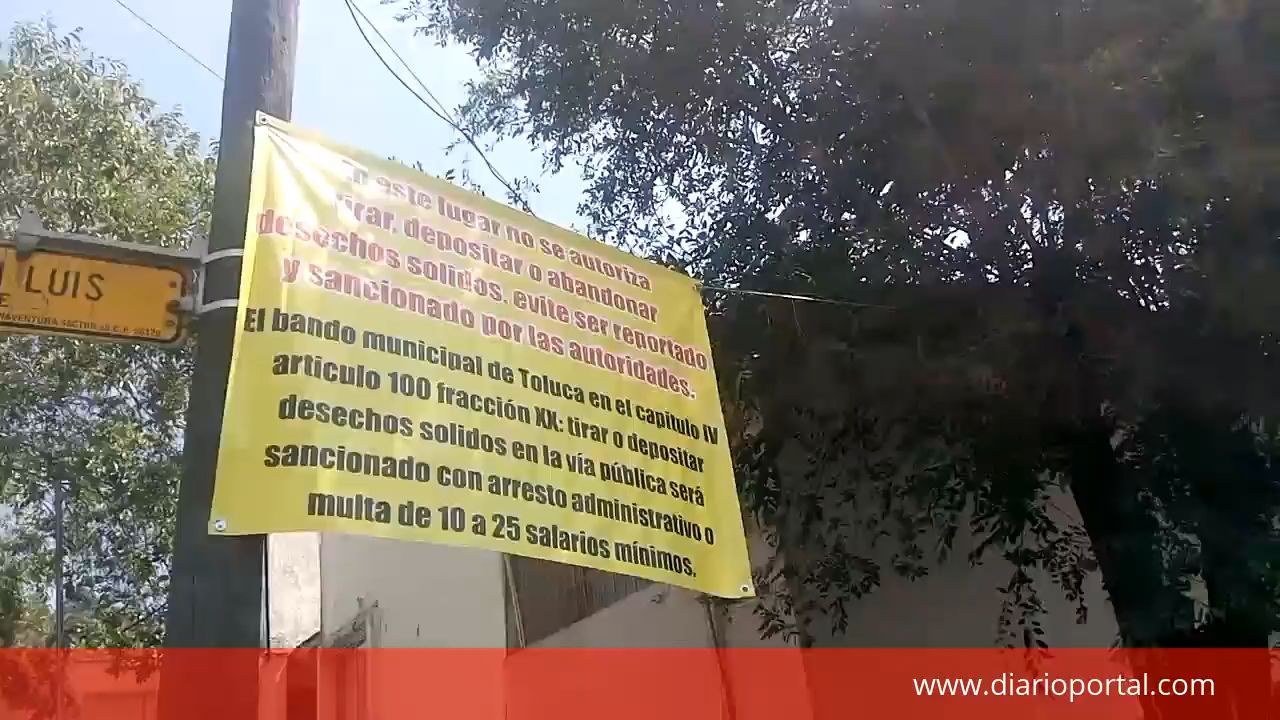 En este lugar no se autoriza
tirar, depositar o abandonar
desechos solidos, evite ser reportado
y sancionado por las autoridades.
El bando municipal de Toluca en el capitulo IV
articulo 100 fracción XX: tirar o depositar
desechos solidos en la vía pública será
sancionado con arresto administrativo o
multa de 10 a 25 salarios mínimos,
LUIS
www.diarioportal.com